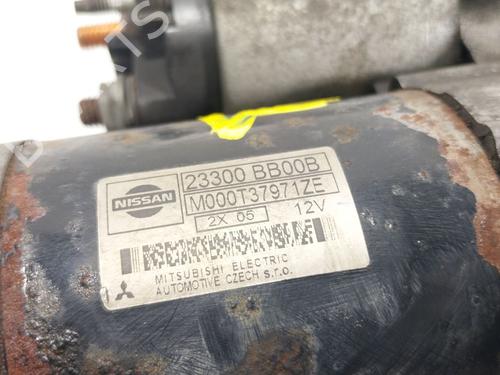 NISSAN
23300 BB00B
M000T37971ZE
2X 05 12V
MITSUBISHI ELECTRIC
AUTOMOTIVE CZECH s.r.o.